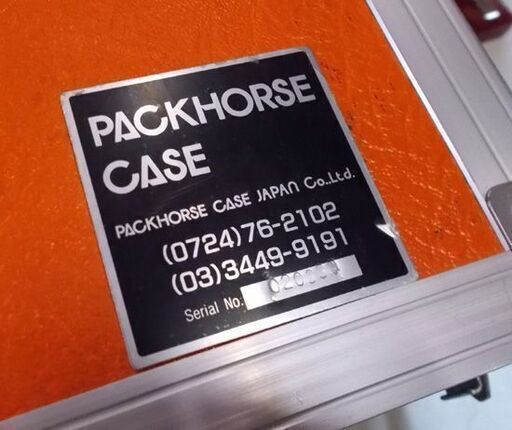 PACKHORSE
CASE
PACKHORSE CASE JAPAN Co.,Ltd.
(0724)76-2102
(03)3449-9191
Serial No.